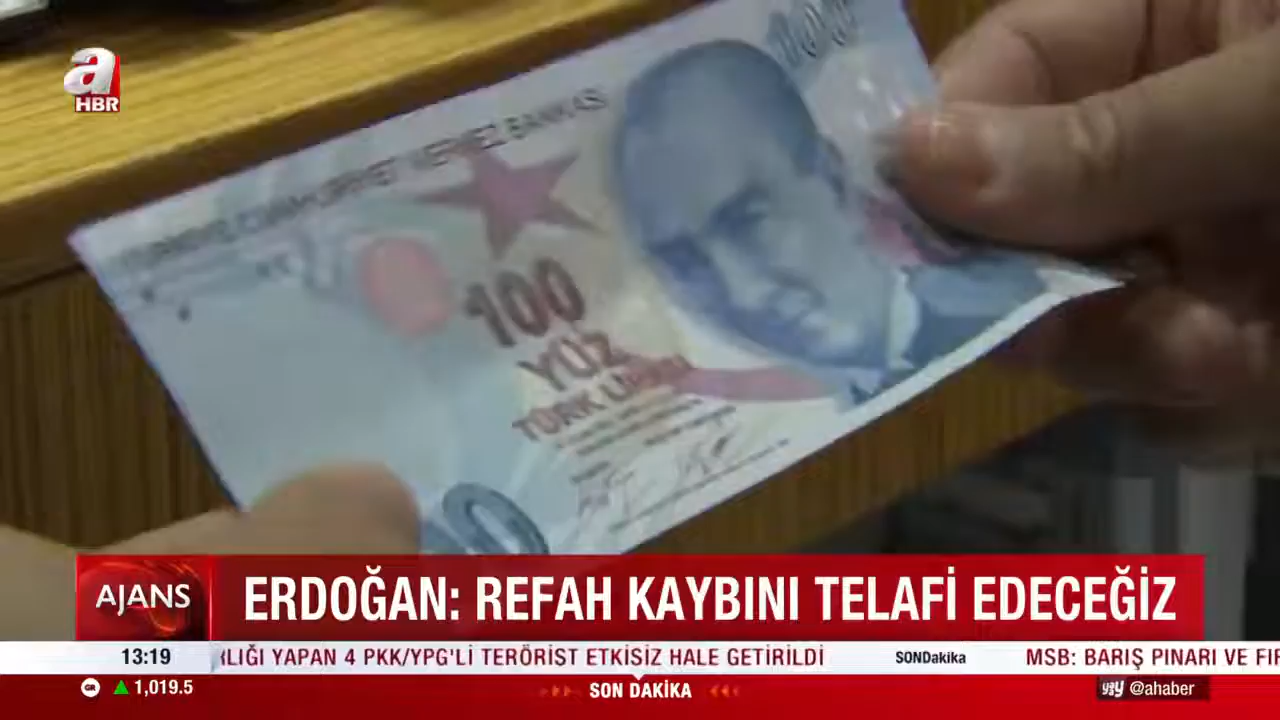 a
HBR
TÜRKİYE CUMHURİYET MERKEZ BANKASI
100
100
YÜZ
TÜRK LİRASI
AJANS
ERDOĞAN: REFAH KAYBINI TELAFİ EDECEĞİZ
13:19
YAPAN 4 PKK/YPG'Lİ TERÖRİST ETKİSİZ HALE GETİRİLDİ
SONDakika
MSB: BARIŞ PINARI VE
GR
1,019.5
SON DAKİKA
@ahaber